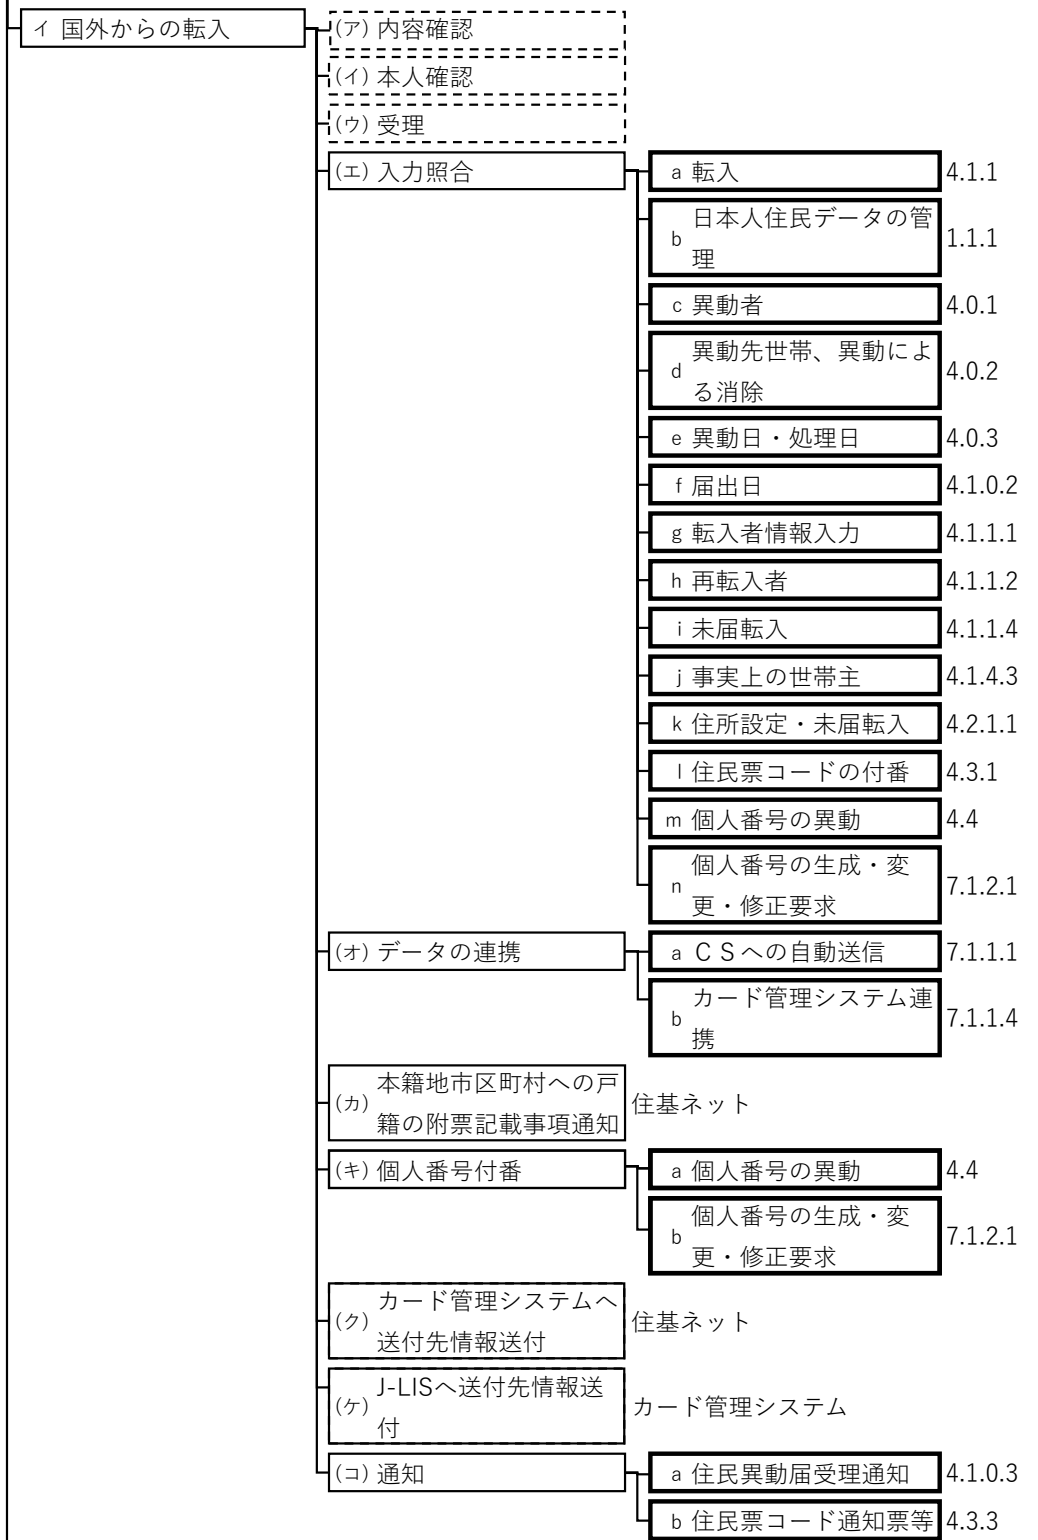 イ 国外からの転入
(ア) 内容確認
(イ) 本人確認
(ウ) 受理
(エ) 入力照合
a 転入 4.1.1
b 日本人住民データの管
理 1.1.1
c 異動者 4.0.1
d 異動先世帯、異動によ
る消除 4.0.2
e 異動日・処理日 4.0.3
f 届出日 4.1.0.2
g 転入者情報入力 4.1.1.1
h 再転入者 4.1.1.2
i 未届転入 4.1.1.4
j 事実上の世帯主 4.1.4.3
k 住所設定・未届転入 4.2.1.1
l 住民票コードの付番 4.3.1
m 個人番号の異動 4.4
n 個人番号の生成・変
更・修正要求 7.1.2.1
(オ) データの連携
a ＣＳへの自動送信 7.1.1.1
b カード管理システム連
携 7.1.1.4
(カ) 本籍地市区町村への戸
籍の附票記載事項通知 住基ネット
(キ) 個人番号付番
a 個人番号の異動 4.4
b 個人番号の生成・変
更・修正要求 7.1.2.1
(ク) カード管理システムへ
送付先情報送付 住基ネット
(ケ) J-LISへ送付先情報送
付 カード管理システム
(コ) 通知
a 住民異動届受理通知 4.1.0.3
b 住民票コード通知票等 4.3.3